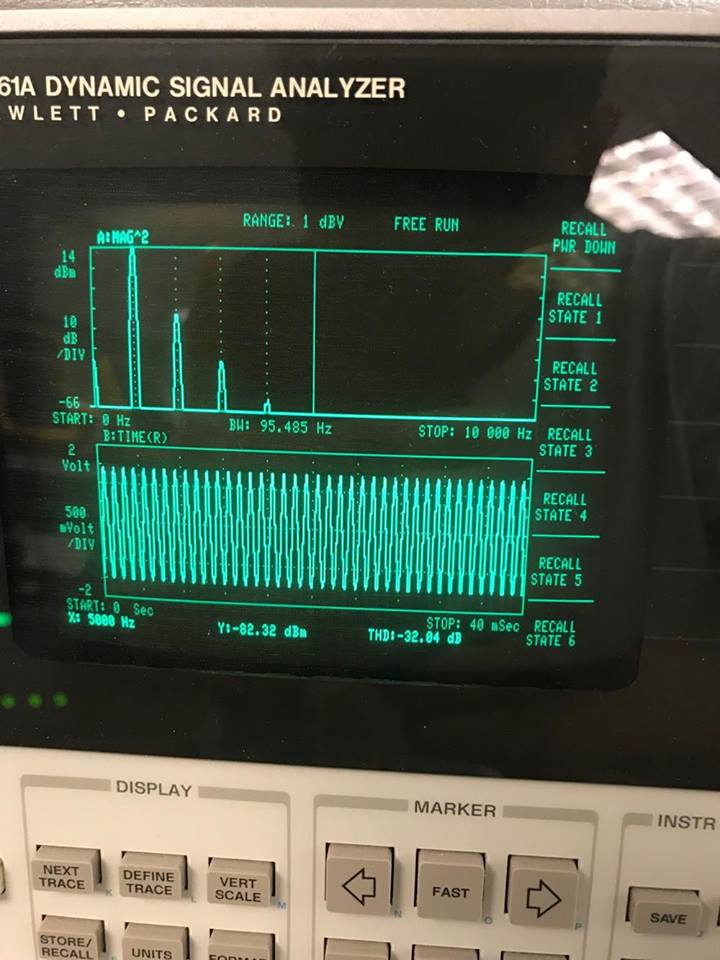 61A DYNAMIC SIGNAL ANALYZER
WLETT • PACKARD
RANGE: 1 dBV
FREE RUN
RECALL
PWR DOWN
A:MAG^2
14
dBm
10
dB
/DIV
-66
START: 0 Hz
BW: 95.485 Hz
STOP: 10 000 Hz
RECALL
STATE 1
RECALL
STATE 2
RECALL
STATE 3
B:TIME(R)
2
Volt
500
mVolt
/DIV
-2
START: 0 Sec
STOP: 40 mSec
X: 5000 Hz
Y:-82.32 dBm
THD:-32.04 dB
RECALL
STATE 4
RECALL
STATE 5
RECALL
STATE 6
DISPLAY
MARKER
INSTR
NEXT
TRACE
K
DEFINE
TRACE
L
VERT
SCALE
M
N
FAST
O
P
SAVE
STORE/
RECALL
UNITS